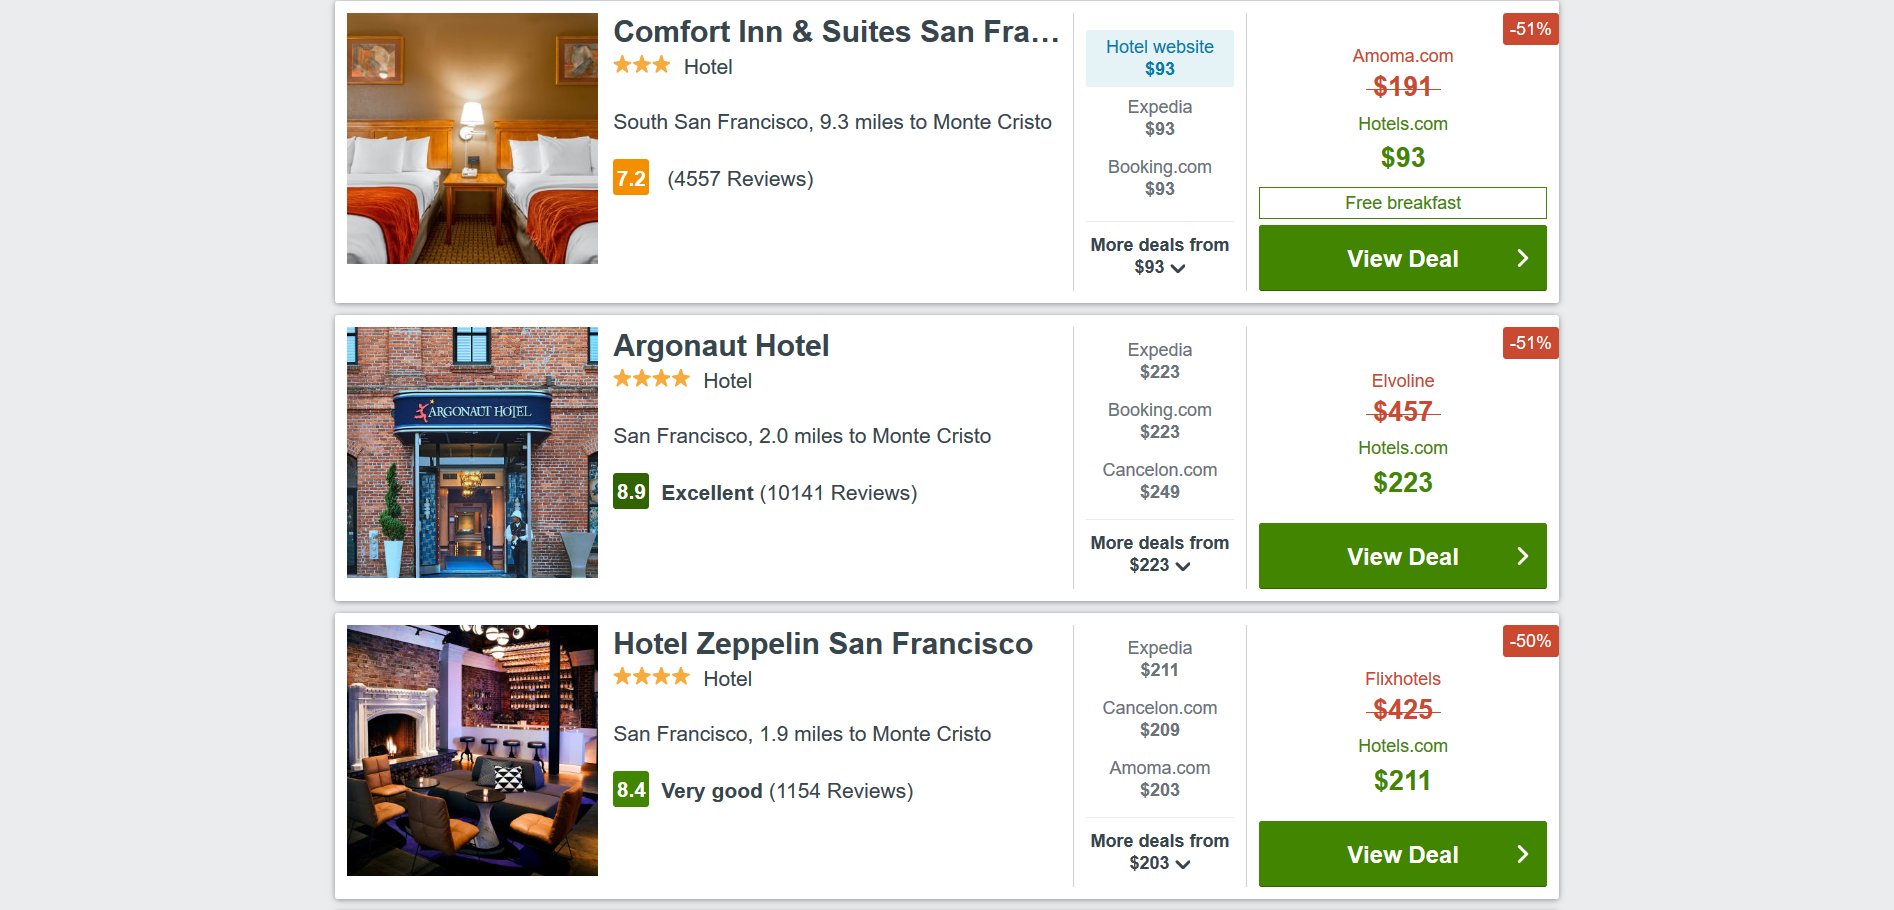 Comfort Inn & Suites San Fra...
Hotel
South San Francisco, 9.3 miles to Monte Cristo
7.2 (4557 Reviews)
Hotel website
$93
Expedia
$93
Booking.com
$93
More deals from
$93
-51%
Amoma.com
$191
Hotels.com
$93
Free breakfast
View Deal
ARGONAUT HOTEL
Argonaut Hotel
Hotel
San Francisco, 2.0 miles to Monte Cristo
8.9 Excellent (10141 Reviews)
Expedia
$223
Booking.com
$223
Cancelon.com
$249
More deals from
$223
-51%
Elvoline
$457
Hotels.com
$223
View Deal
Hotel Zeppelin San Francisco
Hotel
San Francisco, 1.9 miles to Monte Cristo
8.4 Very good (1154 Reviews)
Expedia
$211
Cancelon.com
$209
Amoma.com
$203
More deals from
$203
-50%
Flixhotels
$425
Hotels.com
$211
View Deal